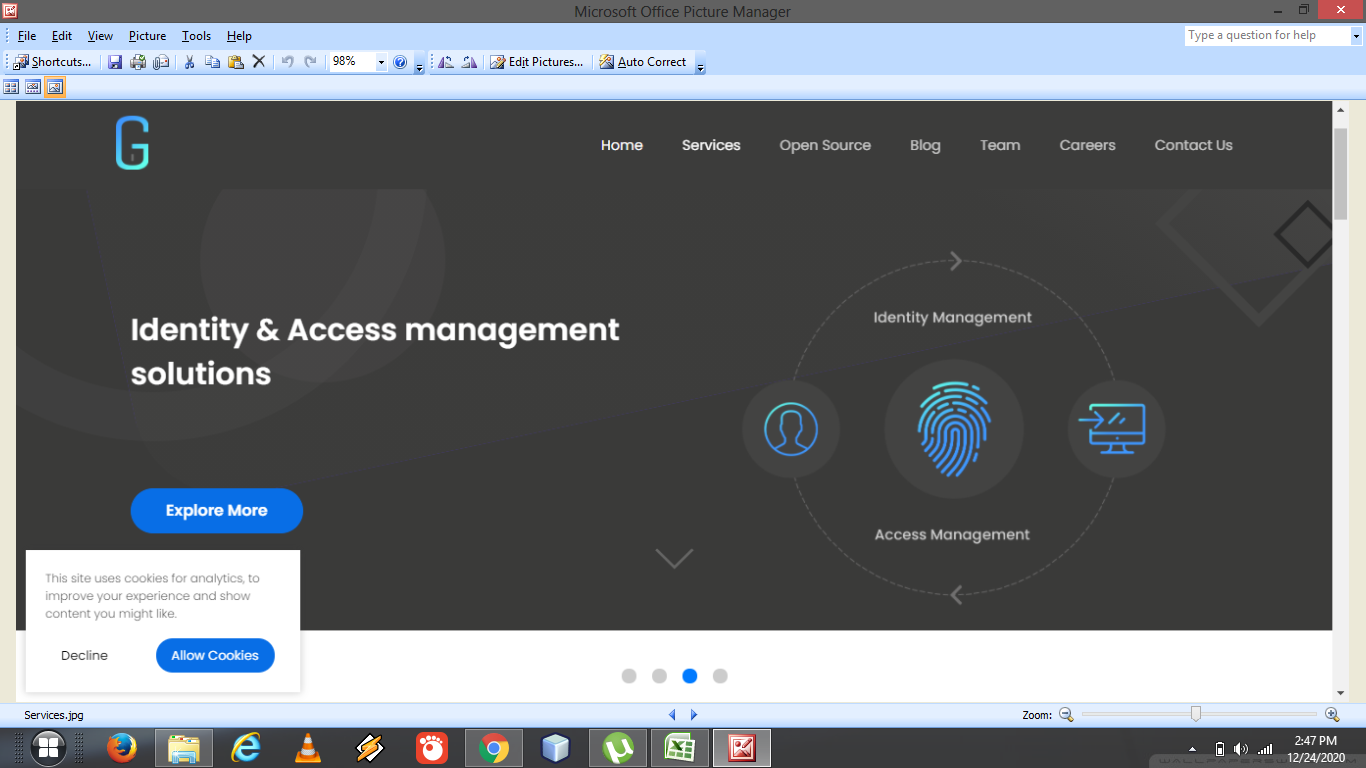 Microsoft Office Picture Manager
File Edit View Picture Tools Help
Type a question for help
Shortcuts...
98%
Edit Pictures...
Auto Correct
G
Home Services Open Source Blog Team Careers Contact Us
Identity & Access management
solutions
Identity Management
Access Management
Explore More
This site uses cookies for analytics, to
improve your experience and show
content you might like.
Decline
Allow Cookies
Services.jpg
Zoom:
2:47 PM
12/24/2020